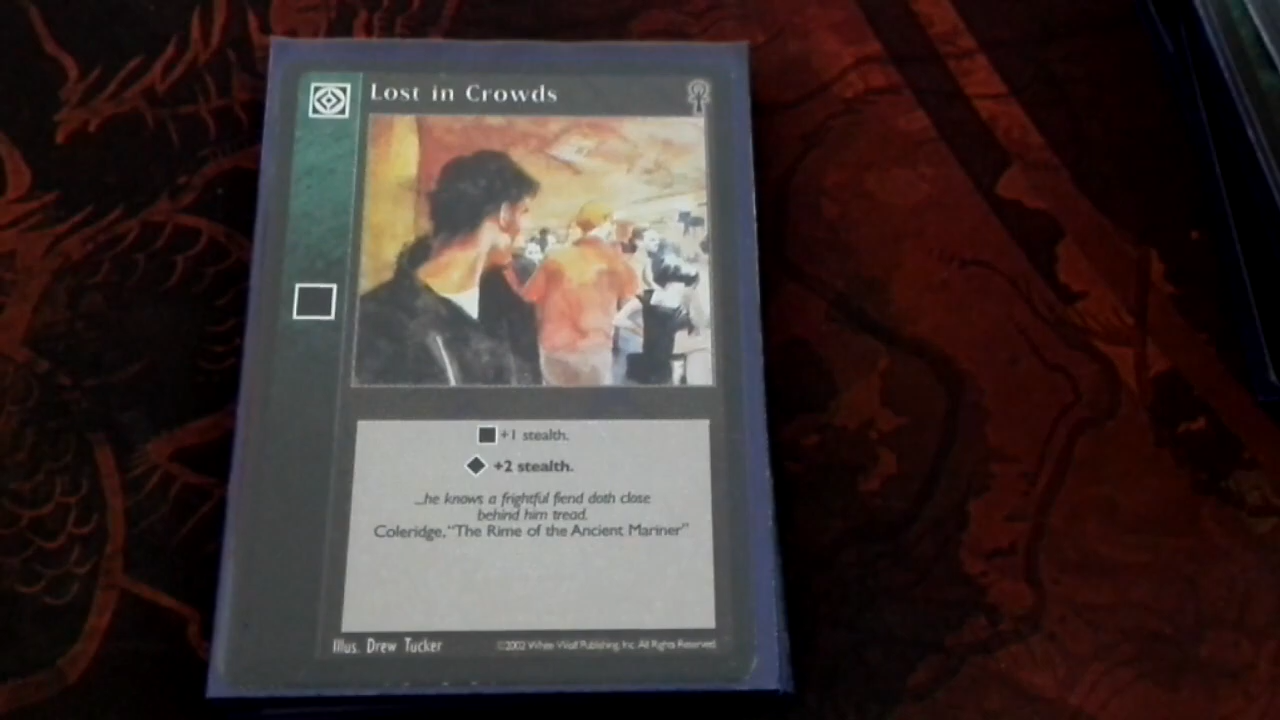 Lost in Crowds
+1 stealth.
+2 stealth.
...he knows a frightful fiend doth close
behind him tread.
Coleridge, "The Rime of the Ancient Mariner"
Illus. Drew Tucker
©2002 White Wolf Publishing, Inc. All Rights Reserved.